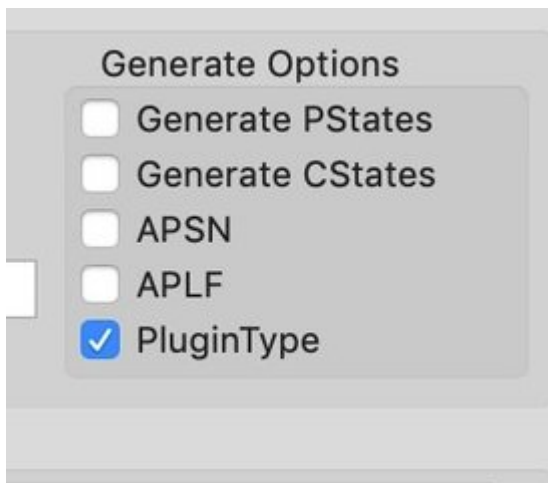 Generate Options
Generate PStates
Generate CStates
APSN
APLF
PluginType